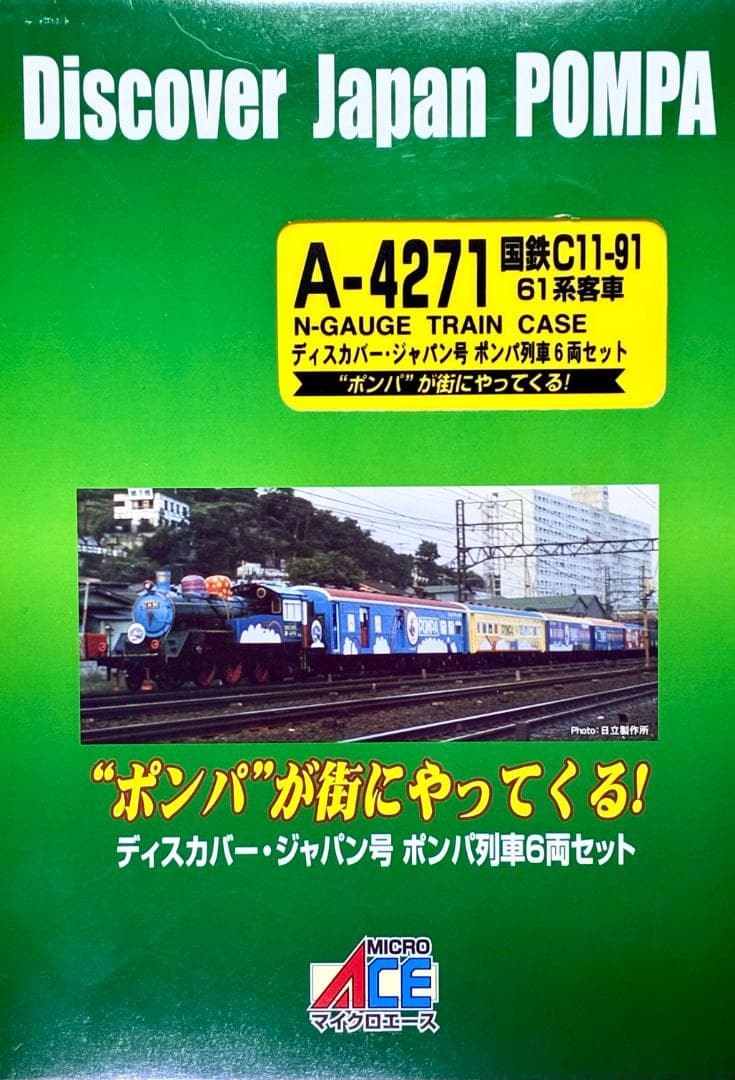 Discover Japan POMPA
A-4271
国鉄C11-91
61系客車
N-GAUGE TRAIN CASE
ディスカバー・ジャパン号 ポンパ列車6両セット
“ポンパ”が街にやってくる!
POMPA
POMPA
Photo:日立製作所
“ポンパ”が街にやってくる!
ディスカバー・ジャパン号 ポンパ列車6両セット
MICRO
ACE
マイクロエース